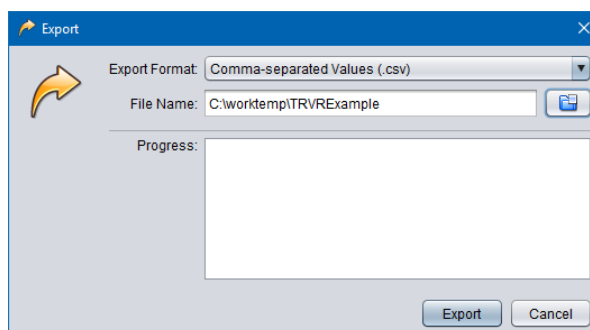 Export
Export Format: Comma-separated Values (.csv)
File Name: C:\worktemp\TRVRExample
Progress:
Export Cancel